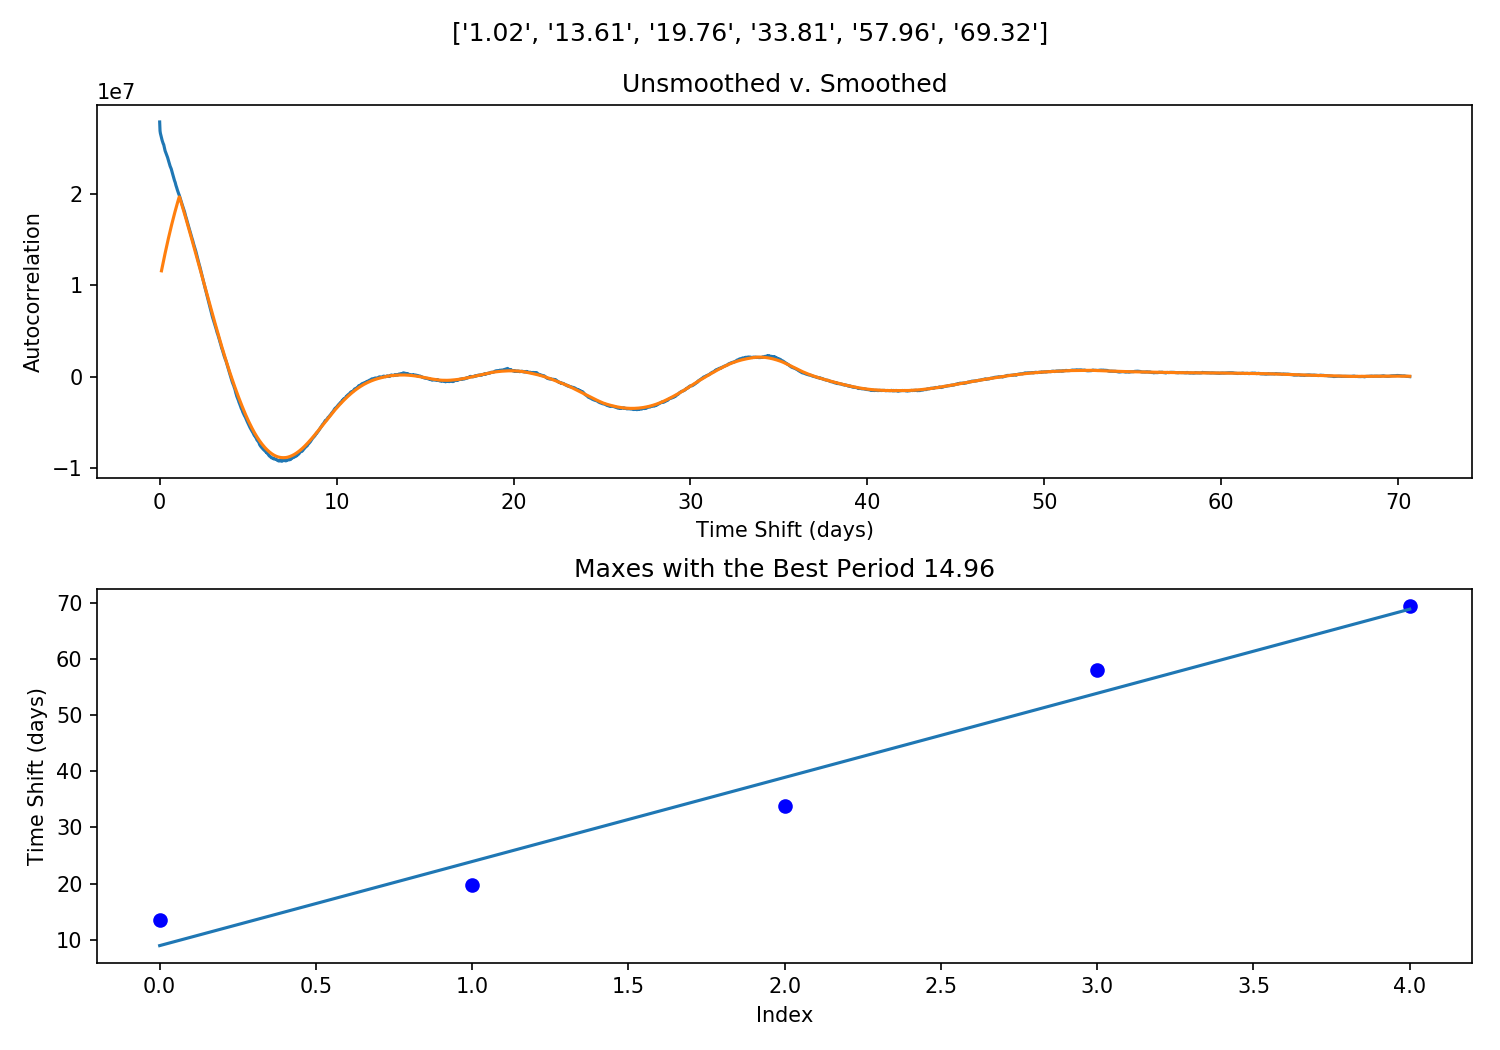 ['1.02', '13.61', '19.76', '33.81', '57.96', '69.32']
Unsmoothed v. Smoothed
1e7
2
1
0
−1
Autocorrelation
0 10 20 30 40 50 60 70
Time Shift (days)
Maxes with the Best Period 14.96
70
60
50
40
30
20
10
Time Shift (days)
0.0 0.5 1.0 1.5 2.0 2.5 3.0 3.5 4.0
Index